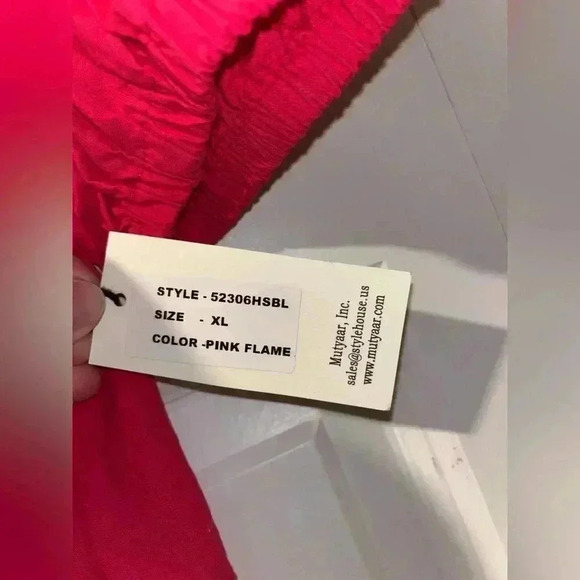 STYLE - 52306HSBL
SIZE - XL
COLOR -PINK FLAME
Mutyaar, Inc.
sales@stylehouse.us
www.mutyaar.com